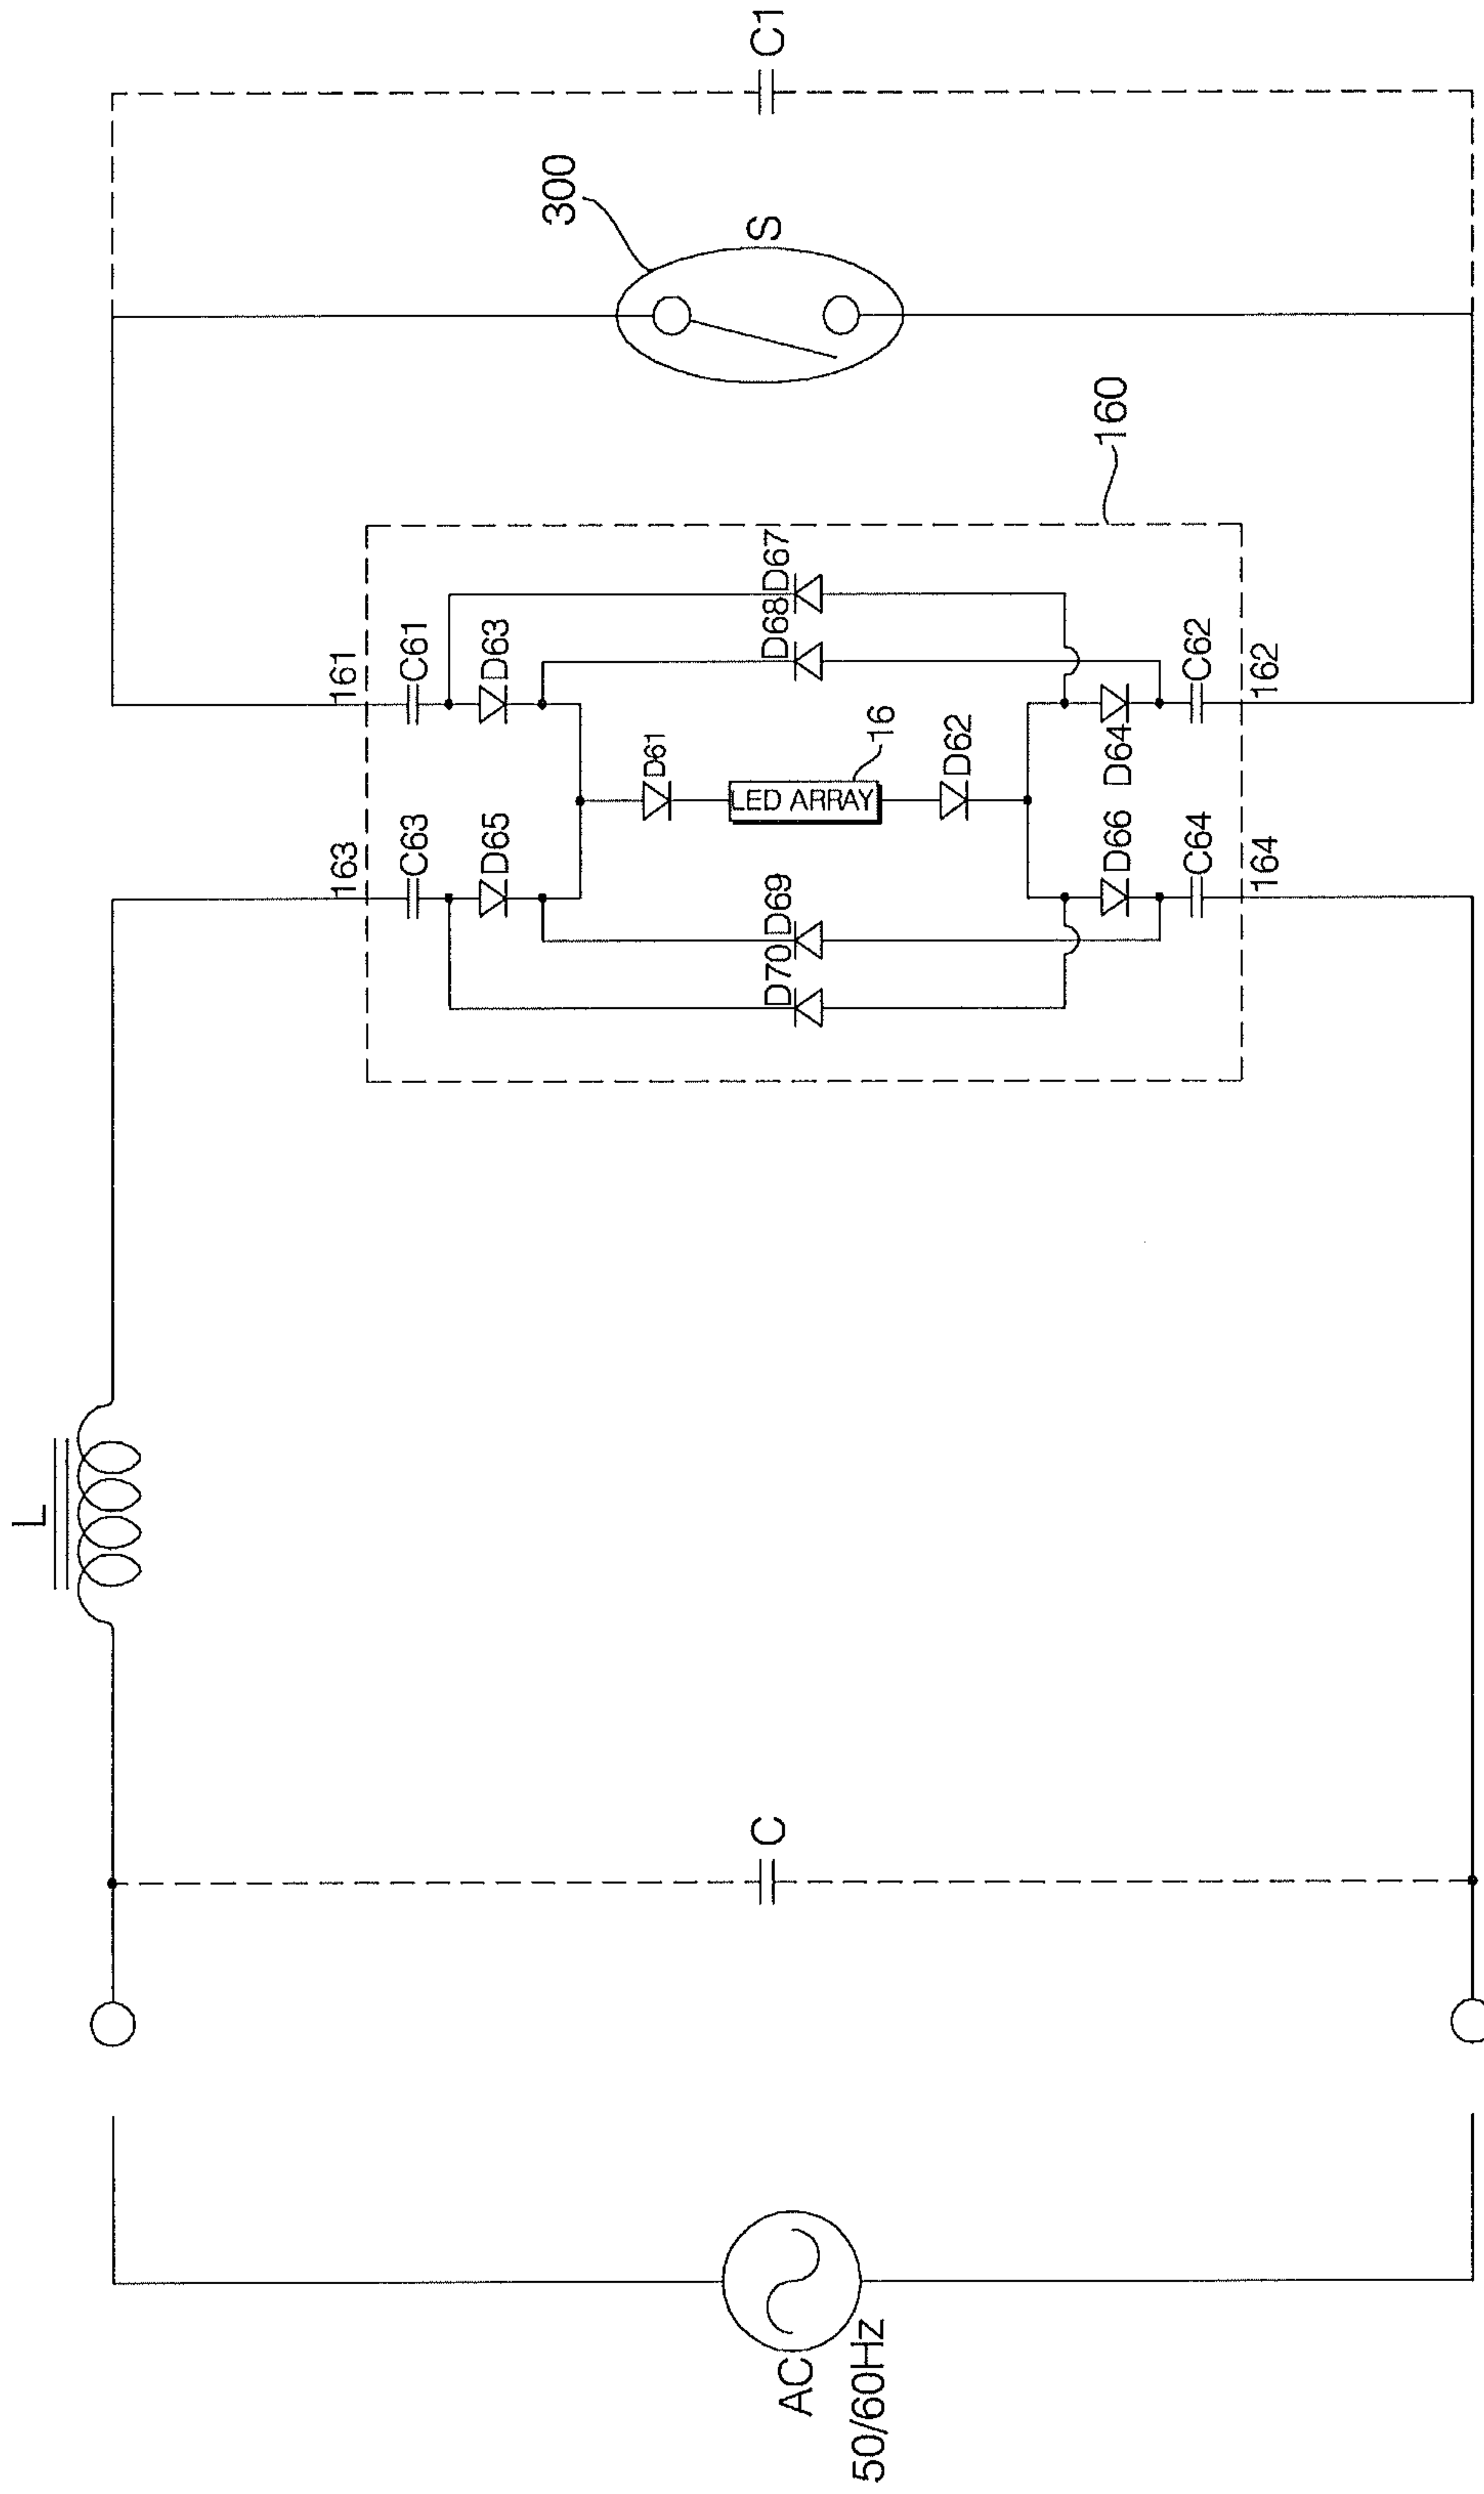 L
C1
300
S
160
161
C61
D63
D67
D68
C62
162
163
C63
D65
D61
16
LED ARRAY
D62
D64
D66
C64
164
D69
D70
C
AC
50/60Hz